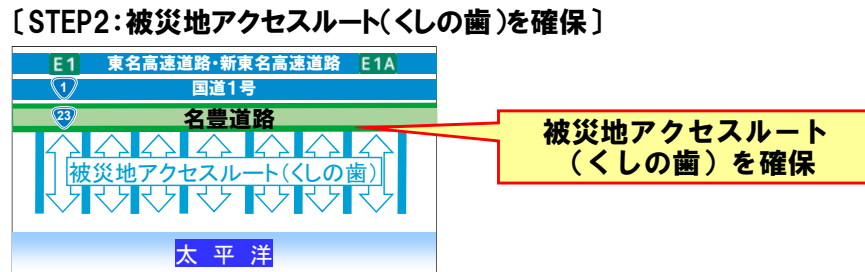 ［STEP2：被災地アクセスルート（くしの歯）を確保］
E1 東名高速道路・新東名高速道路 E1A
1 国道1号
23 名豊道路
被災地アクセスルート（くしの歯）
太平洋
被災地アクセスルート
（くしの歯）を確保